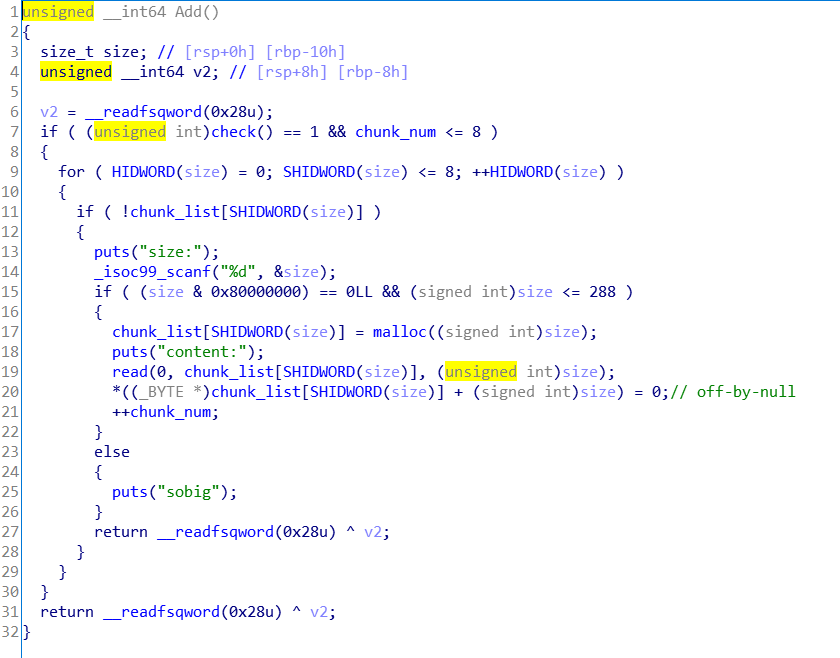 1 unsigned __int64 Add()
2 {
3 size_t size; // [rsp+0h] [rbp-10h]
4 unsigned __int64 v2; // [rsp+8h] [rbp-8h]
5
6 v2 = __readfsqword(0x28u);
7 if ( (unsigned int)check() == 1 && chunk_num <= 8 )
8 {
9 for ( HIDWORD(size) = 0; SHIDWORD(size) <= 8; ++HIDWORD(size) )
10 {
11 if ( !chunk_list[SHIDWORD(size)] )
12 {
13 puts("size:");
14 _isoc99_scanf("%d", &size);
15 if ( (size & 0x80000000) == 0LL && (signed int)size <= 288 )
16 {
17 chunk_list[SHIDWORD(size)] = malloc((signed int)size);
18 puts("content:");
19 read(0, chunk_list[SHIDWORD(size)], (unsigned int)size);
20 *((_BYTE *)chunk_list[SHIDWORD(size)] + (signed int)size) = 0;// off-by-null
21 ++chunk_num;
22 }
23 else
24 {
25 puts("sobig");
26 }
27 return __readfsqword(0x28u) ^ v2;
28 }
29 }
30 }
31 return __readfsqword(0x28u) ^ v2;
32 }